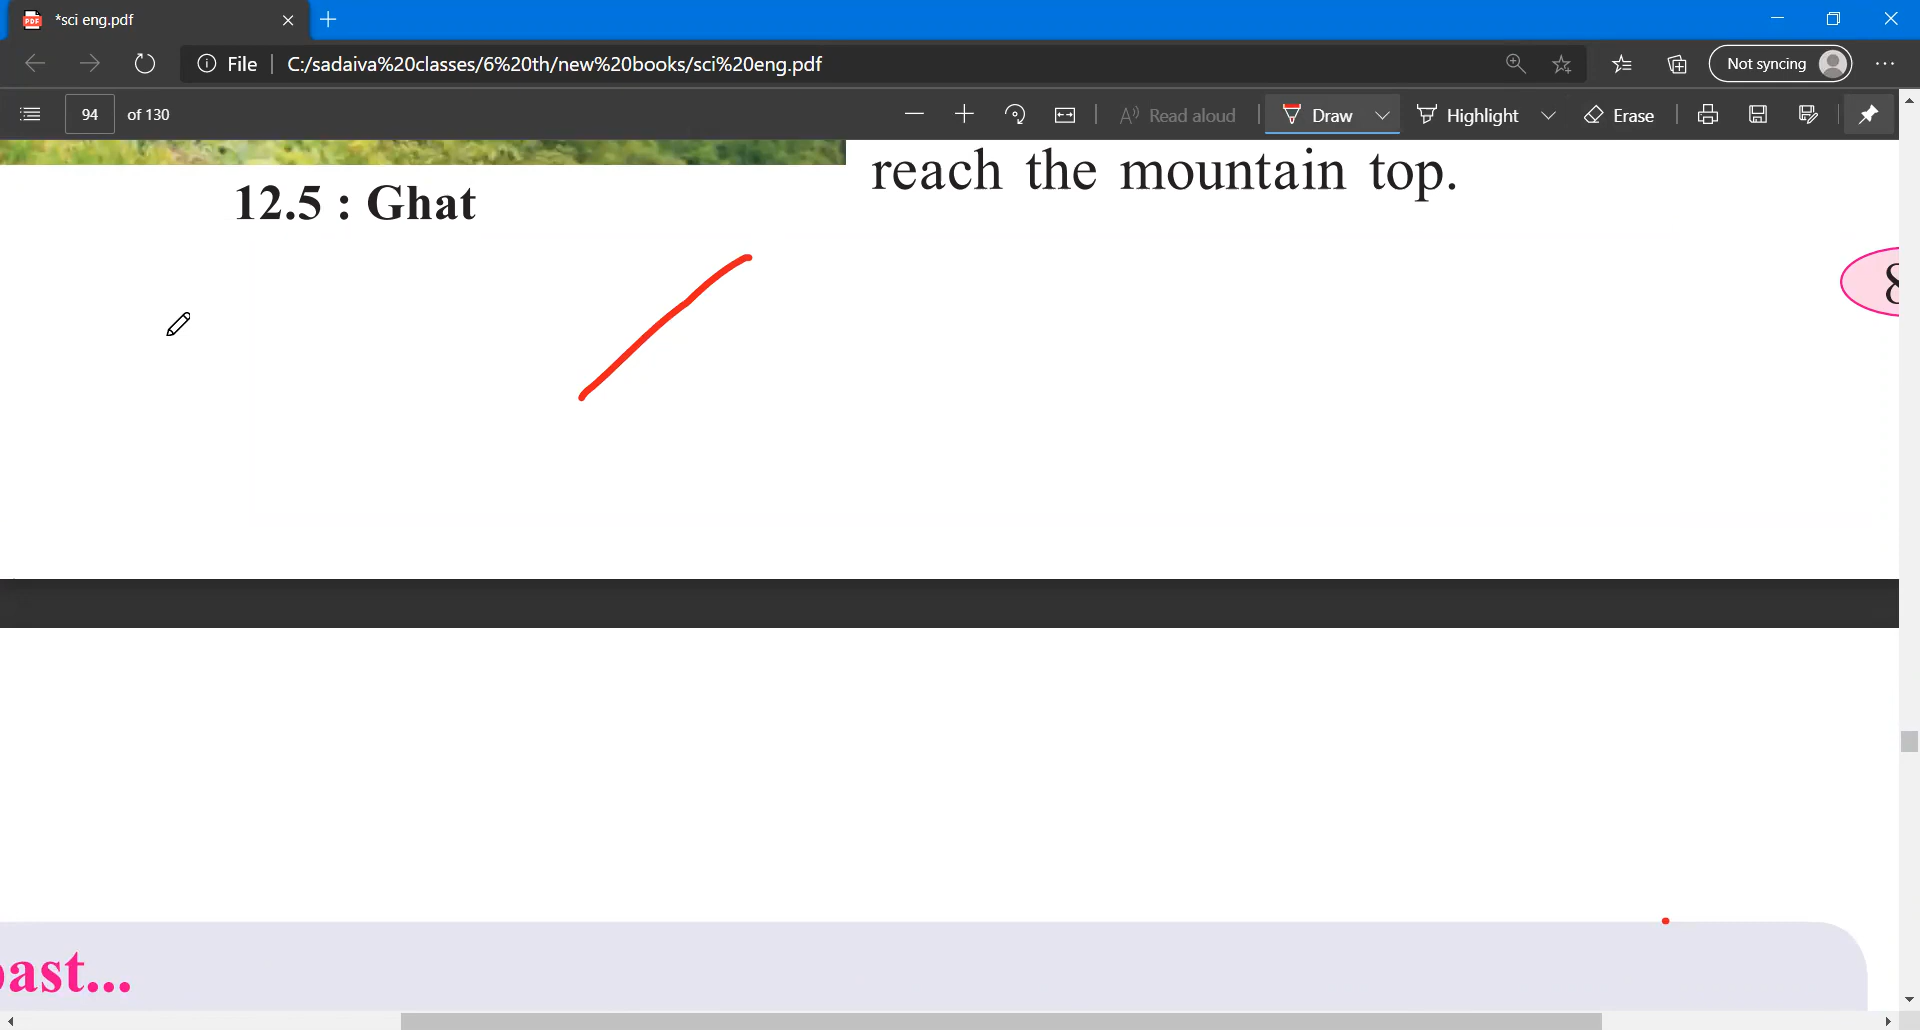 *sci eng.pdf
File
C:/sadaiva%20classes/6%20th/new%20books/sci%20eng.pdf
Not syncing
94
of 130
Read aloud
Draw
Highlight
Erase
reach the mountain top.
12.5 : Ghat
past...